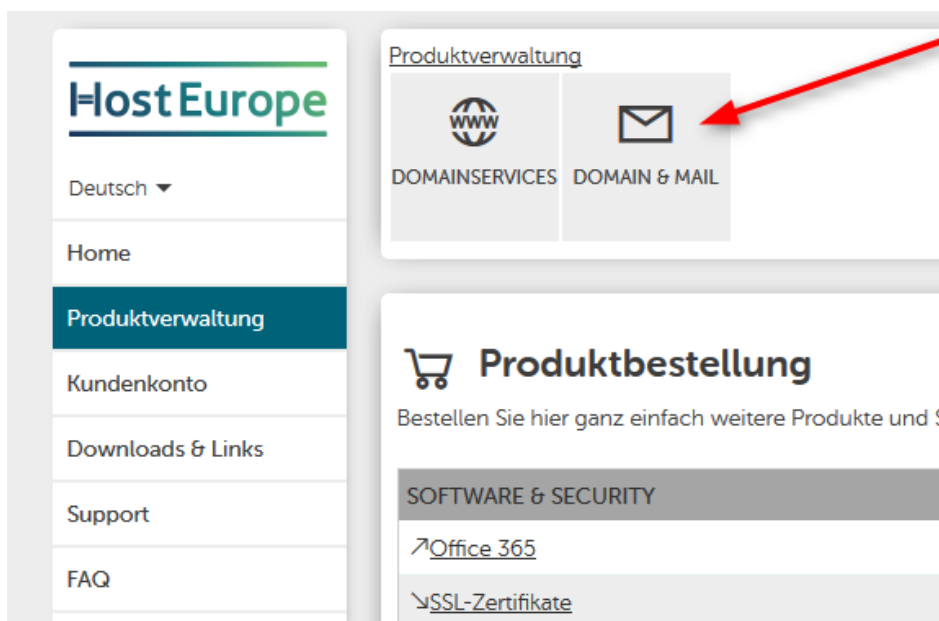 HostEurope
Deutsch
Home
Produktverwaltung
Kundenkonto
Downloads & Links
Support
FAQ
Produktverwaltung
www
DOMAINSERVICES
DOMAIN & MAIL
Produktbestellung
Bestellen Sie hier ganz einfach weitere Produkte und
SOFTWARE & SECURITY
Office 365
SSL-Zertifikate